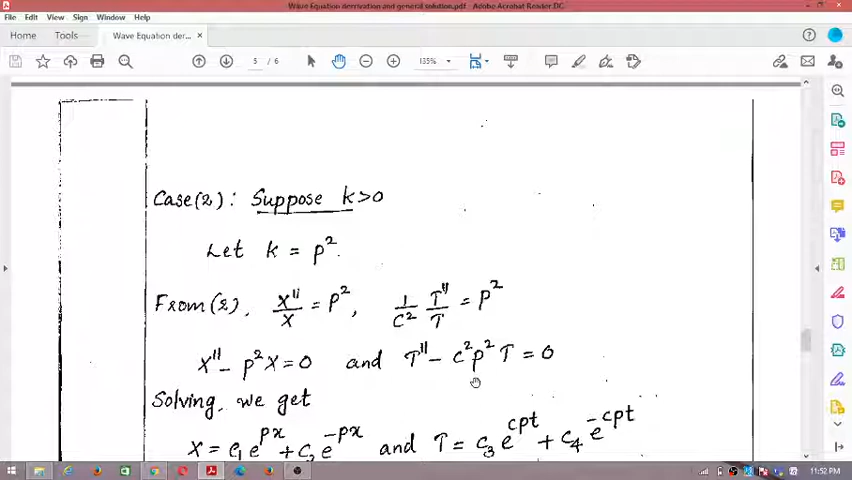 Wave Equation derrivation and general solution.pdf - Adobe Acrobat Reader DC
File Edit View Sign Window Help
Home Tools Wave Equation der... ×
5 / 6 135%
Case(2): Suppose k>0
Let k = p².
From(2), X''/X = p², 1/c² T''/T = p²
X'' - p²X = 0 and T'' - c²p²T = 0
Solving, we get
X = c₁e^{px} + c₂e^{-px} and T = c₃e^{cpt} + c₄e^{-cpt}
11:52 PM